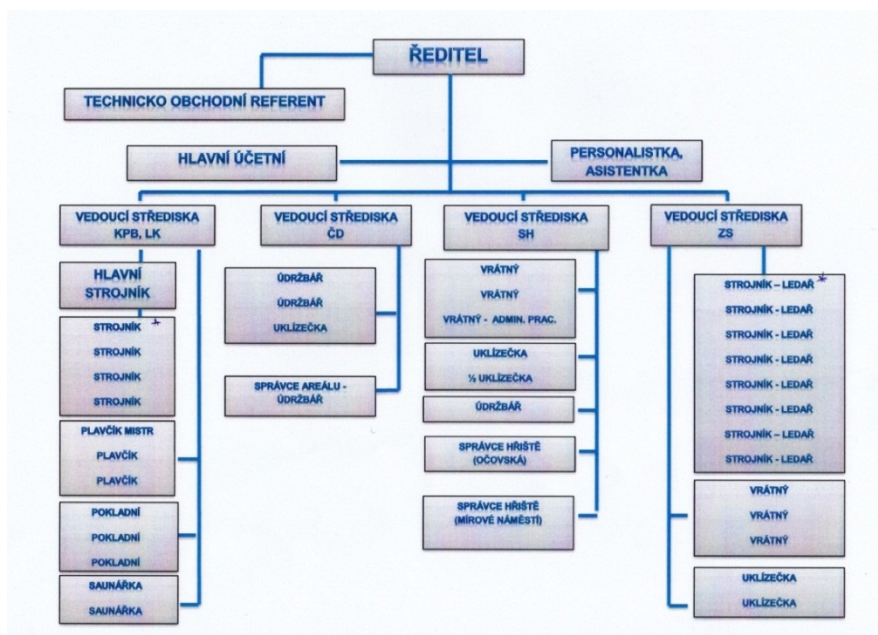 ŘEDITEL
TECHNICKO OBCHODNÍ REFERENT
HLAVNÍ ÚČETNÍ
PERSONALISTKA,
ASISTENTKA
VEDOUCÍ STŘEDISKA
KPB, LK
HLAVNÍ
STROJNÍK
STROJNÍK
STROJNÍK
STROJNÍK
STROJNÍK
PLAVČÍK MISTR
PLAVČÍK
PLAVČÍK
POKLADNÍ
POKLADNÍ
POKLADNÍ
SAUNÁŘKA
SAUNÁŘKA
VEDOUCÍ STŘEDISKA
ČD
ÚDRŽBÁŘ
ÚDRŽBÁŘ
UKLÍZEČKA
SPRÁVCE AREÁLU -
ÚDRŽBÁŘ
VEDOUCÍ STŘEDISKA
SH
VRÁTNÝ
VRÁTNÝ
VRÁTNÝ - ADMIN. PRAC.
UKLÍZEČKA
½ UKLÍZEČKA
ÚDRŽBÁŘ
SPRÁVCE HŘIŠTĚ
(OČOVSKÁ)
SPRÁVCE HŘIŠTĚ
(MÍROVÉ NÁMĚSTÍ)
VEDOUCÍ STŘEDISKA
ZS
STROJNÍK – LEDAŘ
STROJNÍK - LEDAŘ
STROJNÍK - LEDAŘ
STROJNÍK - LEDAŘ
STROJNÍK - LEDAŘ
STROJNÍK - LEDAŘ
STROJNÍK – LEDAŘ
STROJNÍK - LEDAŘ
VRÁTNÝ
VRÁTNÝ
VRÁTNÝ
UKLÍZEČKA
UKLÍZEČKA